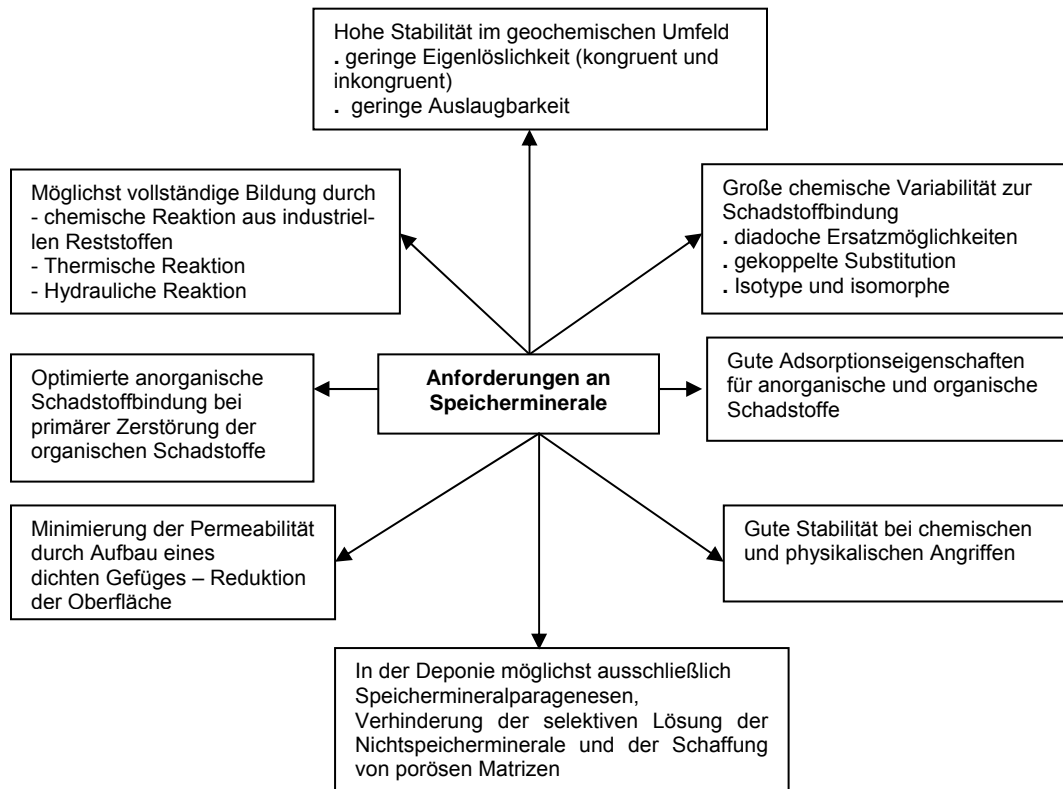 Hohe Stabilität im geochemischen Umfeld
. geringe Eigenlöslichkeit (kongruent und
inkongruent)
. geringe Auslaugbarkeit
Möglichst vollständige Bildung durch
- chemische Reaktion aus industriel-
len Reststoffen
- Thermische Reaktion
- Hydrauliche Reaktion
Große chemische Variabilität zur
Schadstoffbindung
. diadoche Ersatzmöglichkeiten
. gekoppelte Substitution
. Isotype und isomorphe
Optimierte anorganische
Schadstoffbindung bei
primärer Zerstörung der
organischen Schadstoffe
Anforderungen an
Speicherminerale
Gute Adsorptionseigenschaften
für anorganische und organische
Schadstoffe
Minimierung der Permeabilität
durch Aufbau eines
dichten Gefüges – Reduktion
der Oberfläche
Gute Stabilität bei chemischen
und physikalischen Angriffen
In der Deponie möglichst ausschließlich
Speichermineralparagenesen,
Verhinderung der selektiven Lösung der
Nichtspeicherminerale und der Schaffung
von porösen Matrizen